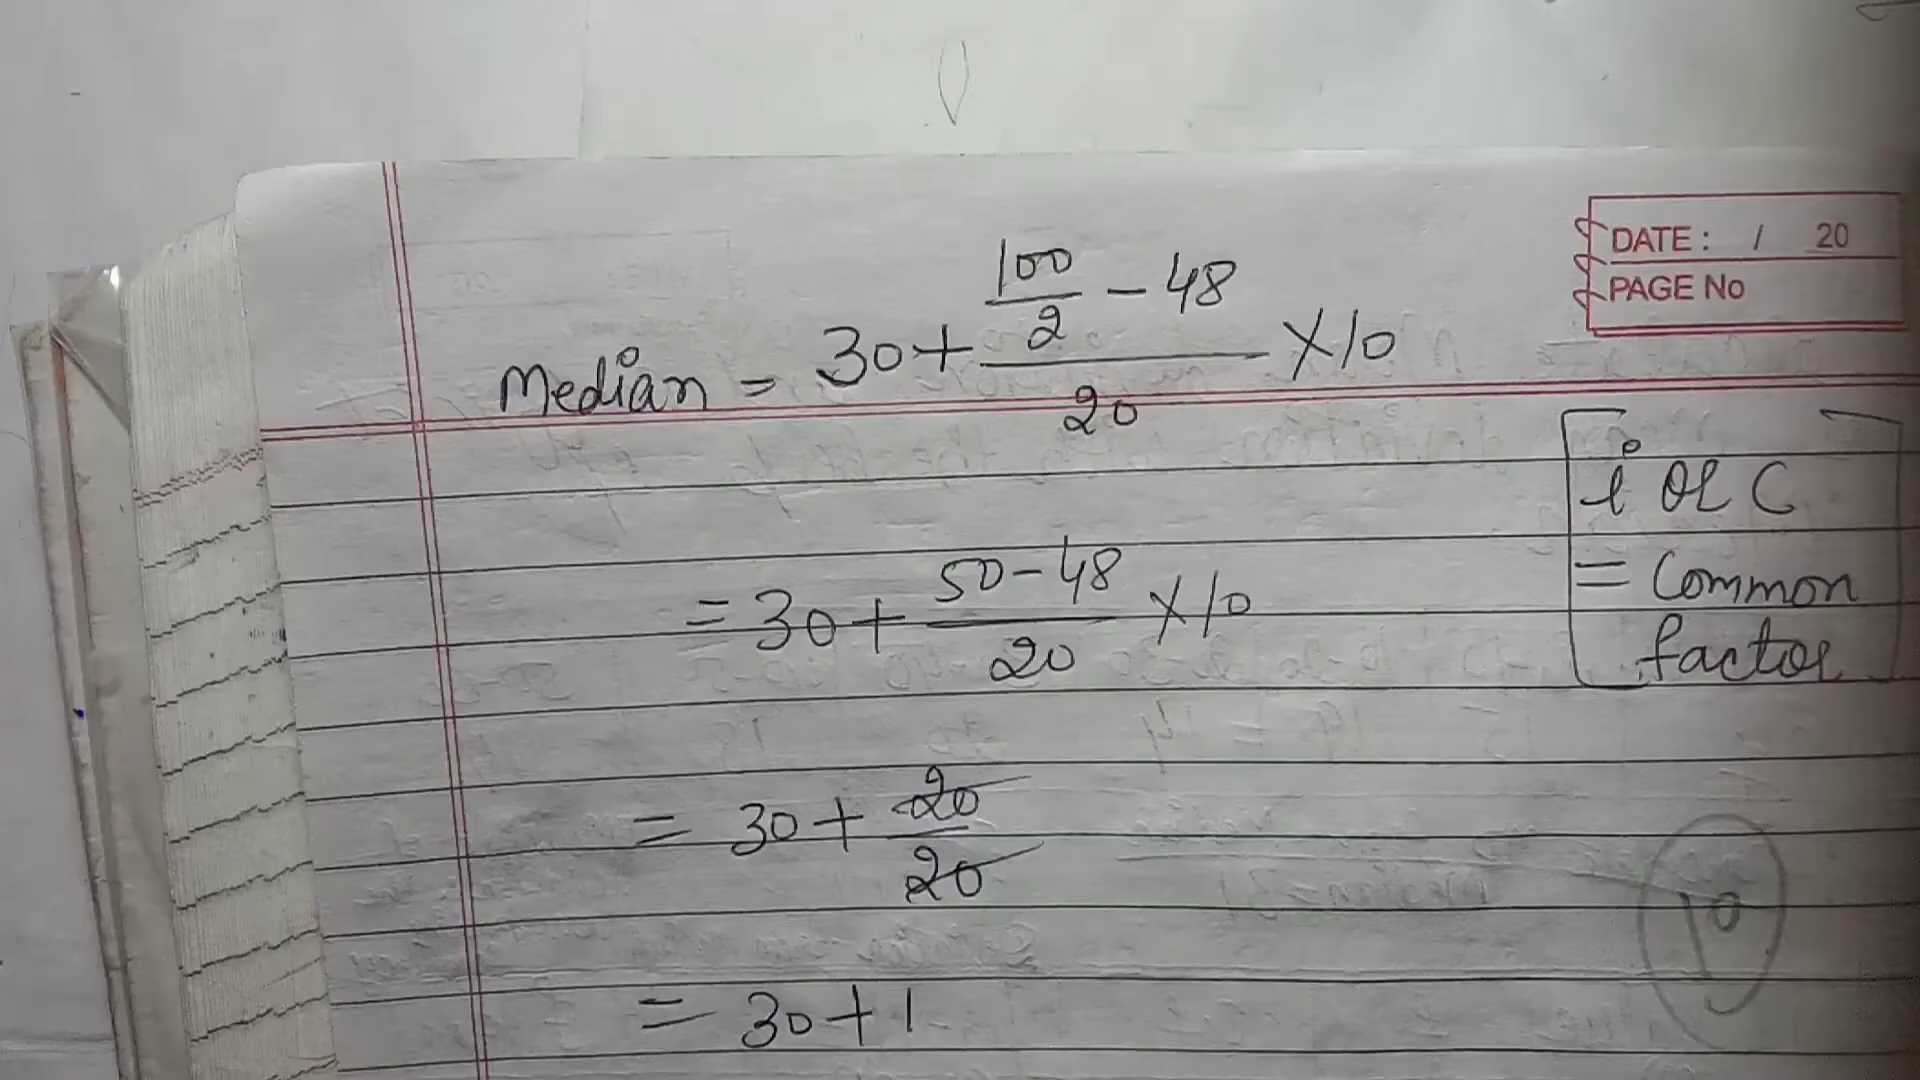 DATE: / 20
PAGE No
Median = 30 + (100/2 - 48)/20 × 10
i or C
= Common
factor
= 30 + (50-48)/20 × 10
= 30 + 20/20
10
= 30 + 1